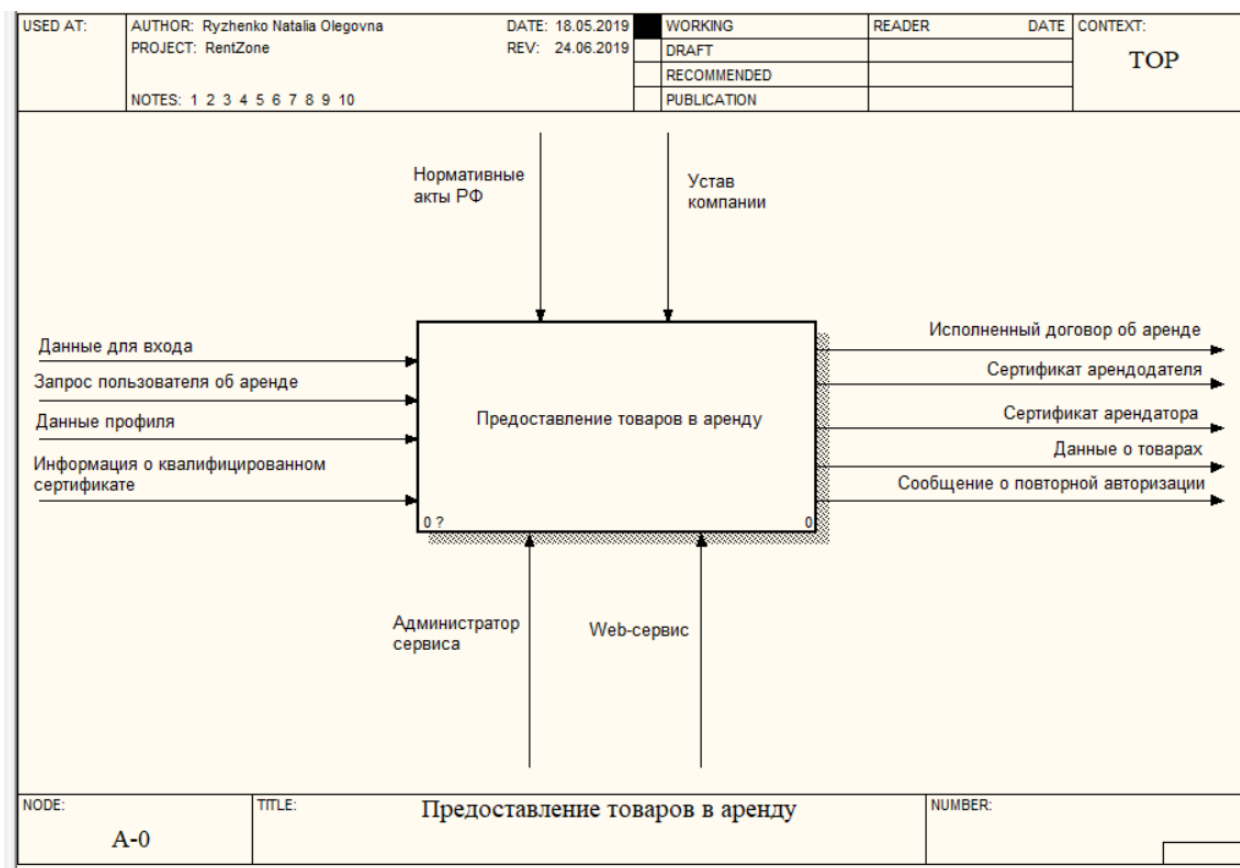 USED AT:
AUTHOR: Ryzhenko Natalia Olegovna
DATE: 18.05.2019
WORKING
READER
DATE
CONTEXT:
PROJECT: RentZone
REV: 24.06.2019
DRAFT
TOP
RECOMMENDED
NOTES: 1 2 3 4 5 6 7 8 9 10
PUBLICATION
Нормативные
акты РФ
Устав
компании
Данные для входа
Запрос пользователя об аренде
Данные профиля
Информация о квалифицированном
сертификате
Предоставление товаров в аренду
0 ?
0
Исполненный договор об аренде
Сертификат арендодателя
Сертификат арендатора
Данные о товарах
Сообщение о повторной авторизации
Администратор
сервиса
Web-сервис
NODE:
A-0
TITLE:
Предоставление товаров в аренду
NUMBER: